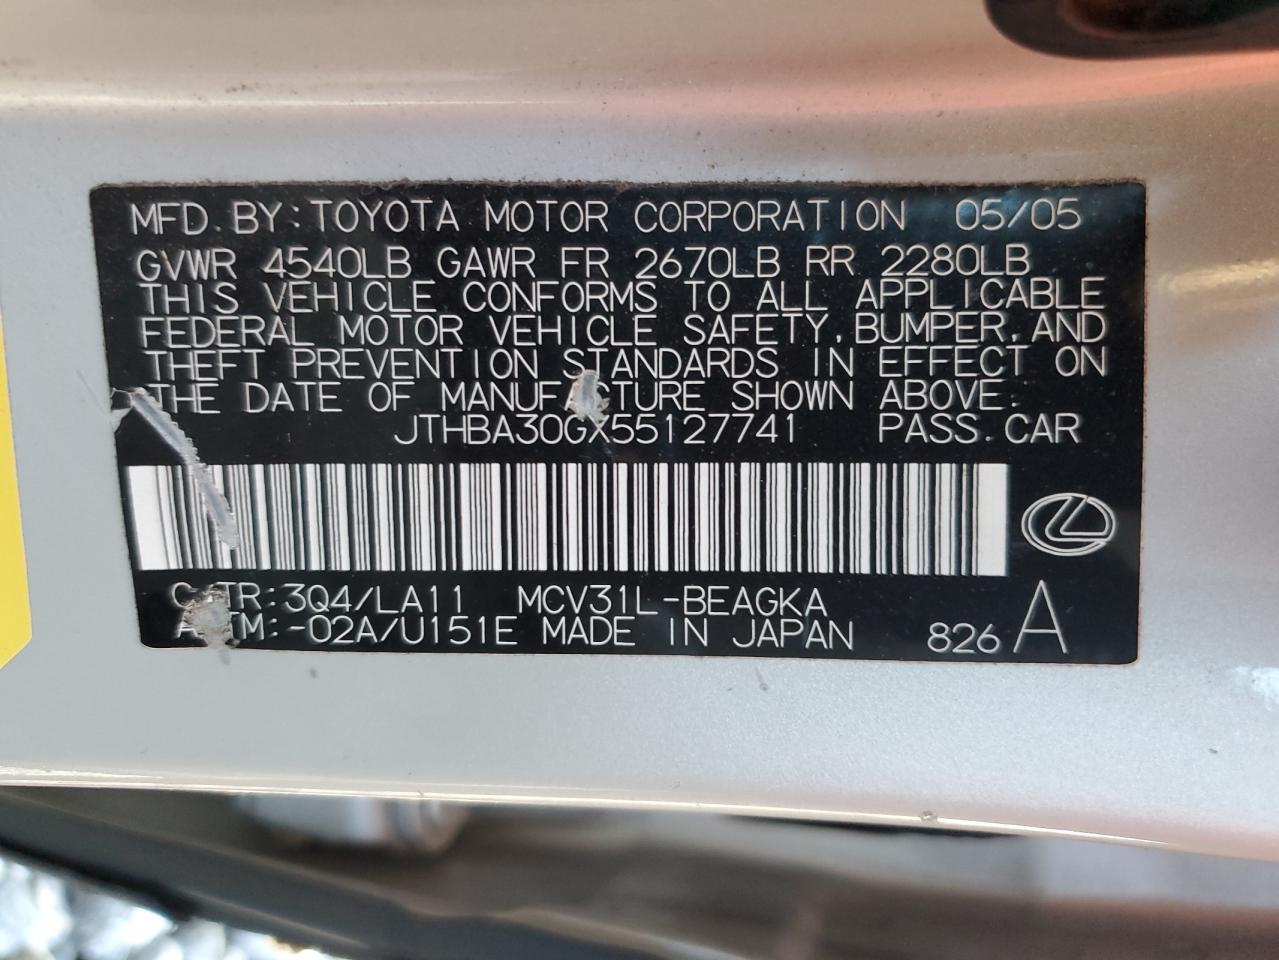 MFD. BY: TOYOTA MOTOR CORPORATION 05/05
GVWR 4540LB GAWR FR 2670LB RR 2280LB
THIS VEHICLE CONFORMS TO ALL APPLICABLE
FEDERAL MOTOR VEHICLE SAFETY, BUMPER, AND
THEFT PREVENTION STANDARDS IN EFFECT ON
THE DATE OF MANUFACTURE SHOWN ABOVE.
JTHBA30GX55127741 PASS. CAR
C/TR: 3Q4/LA11 MCV31L-BEAGKA
A/TM: -02A/U151E MADE IN JAPAN 826 A